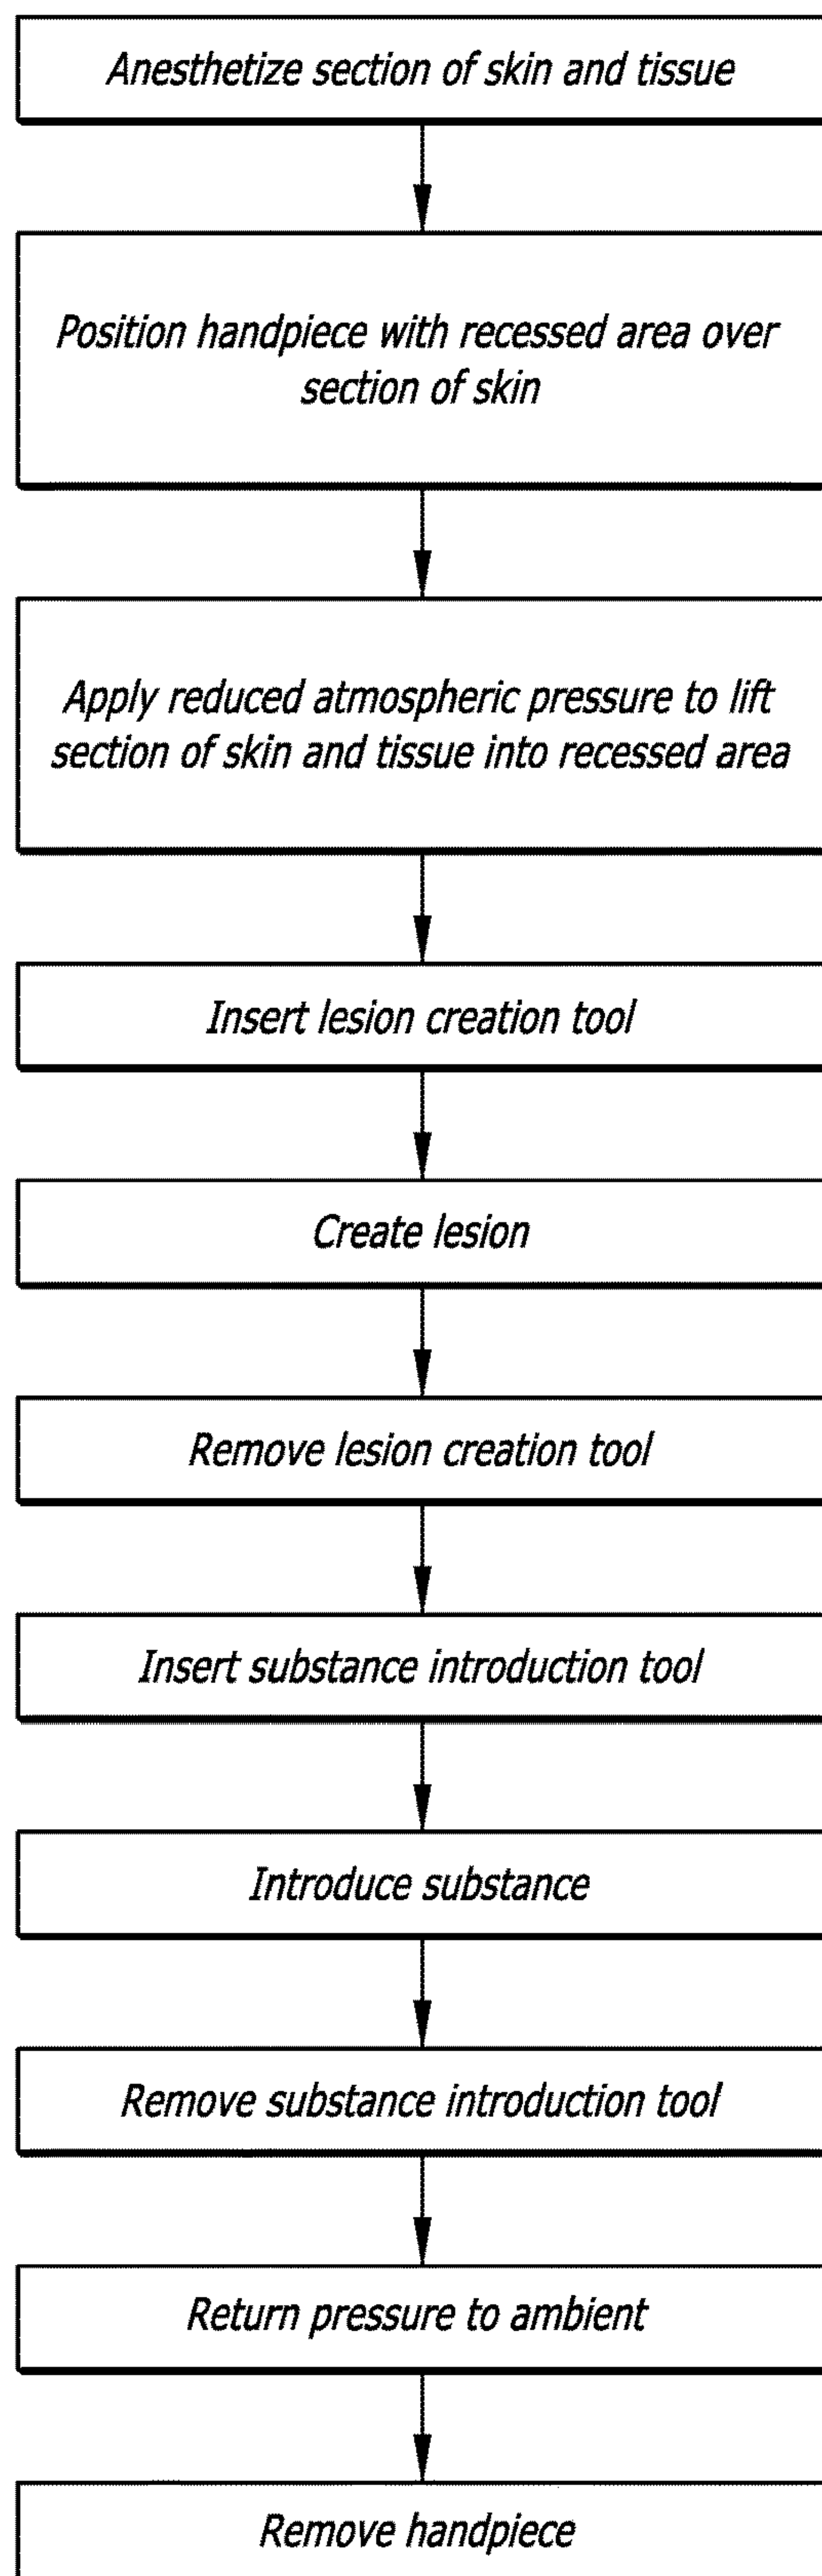 Anesthetize section of skin and tissue
Position handpiece with recessed area over
section of skin
Apply reduced atmospheric pressure to lift
section of skin and tissue into recessed area
Insert lesion creation tool
Create lesion
Remove lesion creation tool
Insert substance introduction tool
Introduce substance
Remove substance introduction tool
Return pressure to ambient
Remove handpiece